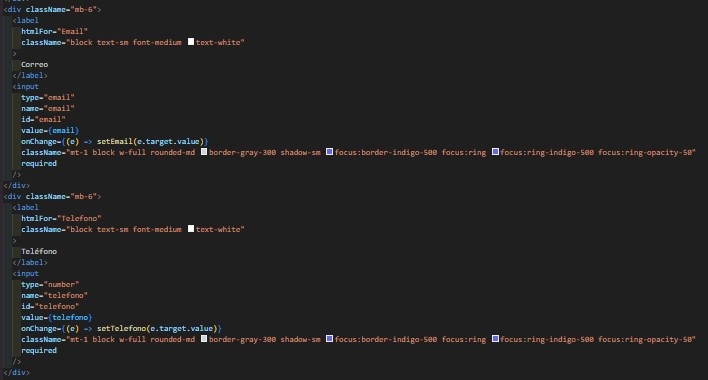 <div className="mb-6">
<label
htmlFor="Email"
className="block text-sm font-medium text-white"
>
Correo
</label>
<input
type="email"
name="email"
id="email"
value={email}
onChange={(e) => setEmail(e.target.value)}
className="mt-1 block w-full rounded-md border-gray-300 shadow-sm focus:border-indigo-500 focus:ring focus:ring-indigo-500 focus:ring-opacity-50"
required
/>
</div>
<div className="mb-6">
<label
htmlFor="Telefono"
className="block text-sm font-medium text-white"
>
Teléfono
</label>
<input
type="number"
name="telefono"
id="telefono"
value={telefono}
onChange={(e) => setTelefono(e.target.value)}
className="mt-1 block w-full rounded-md border-gray-300 shadow-sm focus:border-indigo-500 focus:ring focus:ring-indigo-500 focus:ring-opacity-50"
required
/>
</div>